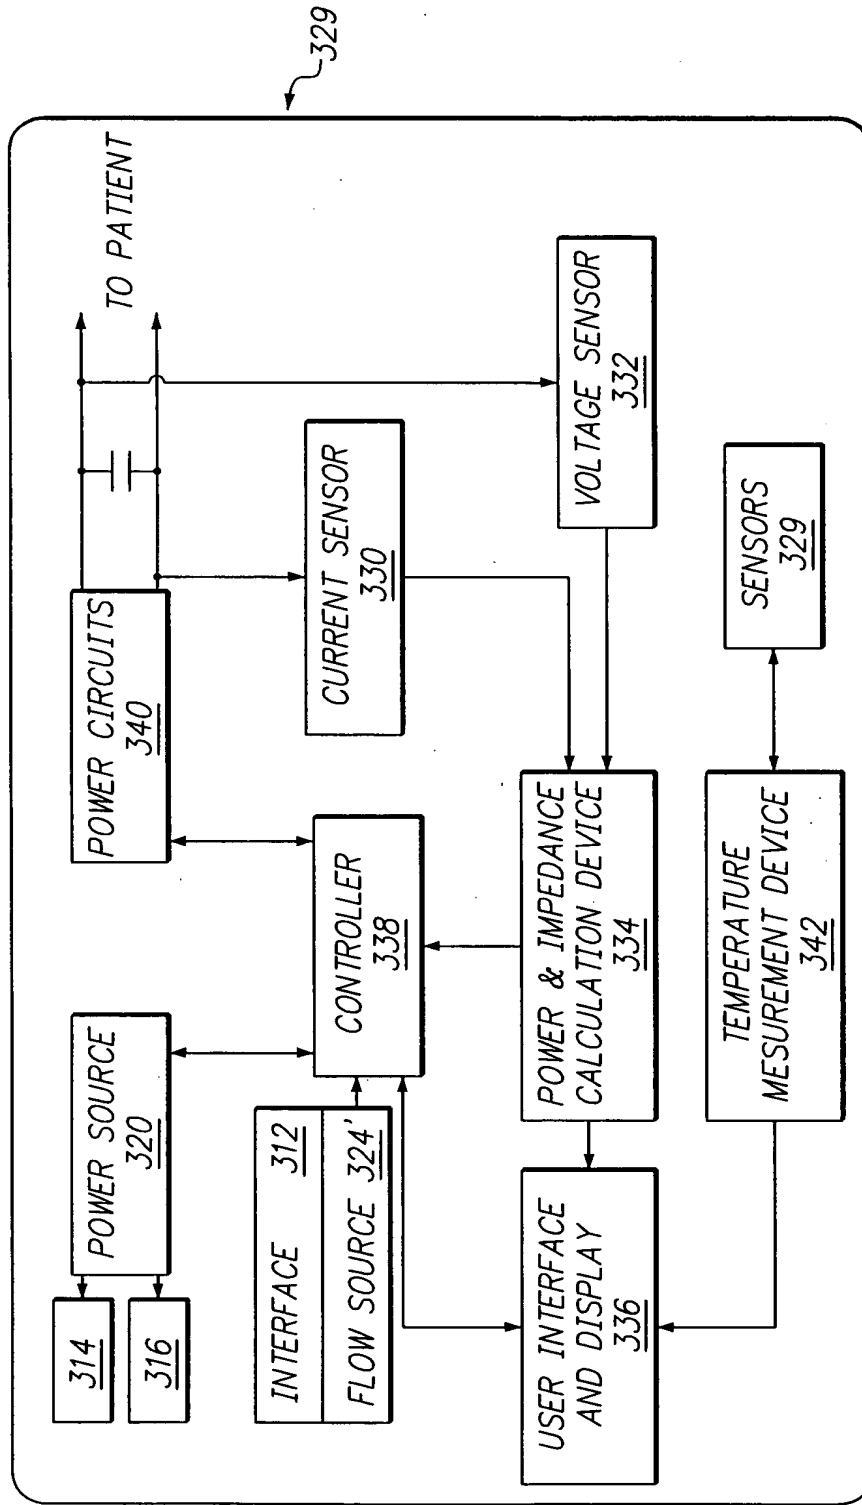 329
314
316
POWER SOURCE
320
POWER CIRCUITS
340
TO PATIENT
INTERFACE 312
FLOW SOURCE 324'
CONTROLLER
338
CURRENT SENSOR
330
USER INTERFACE
AND DISPLAY
336
POWER & IMPEDANCE
CALCULATION DEVICE
334
VOLTAGE SENSOR
332
TEMPERATURE
MESUREMENT DEVICE
342
SENSORS
329